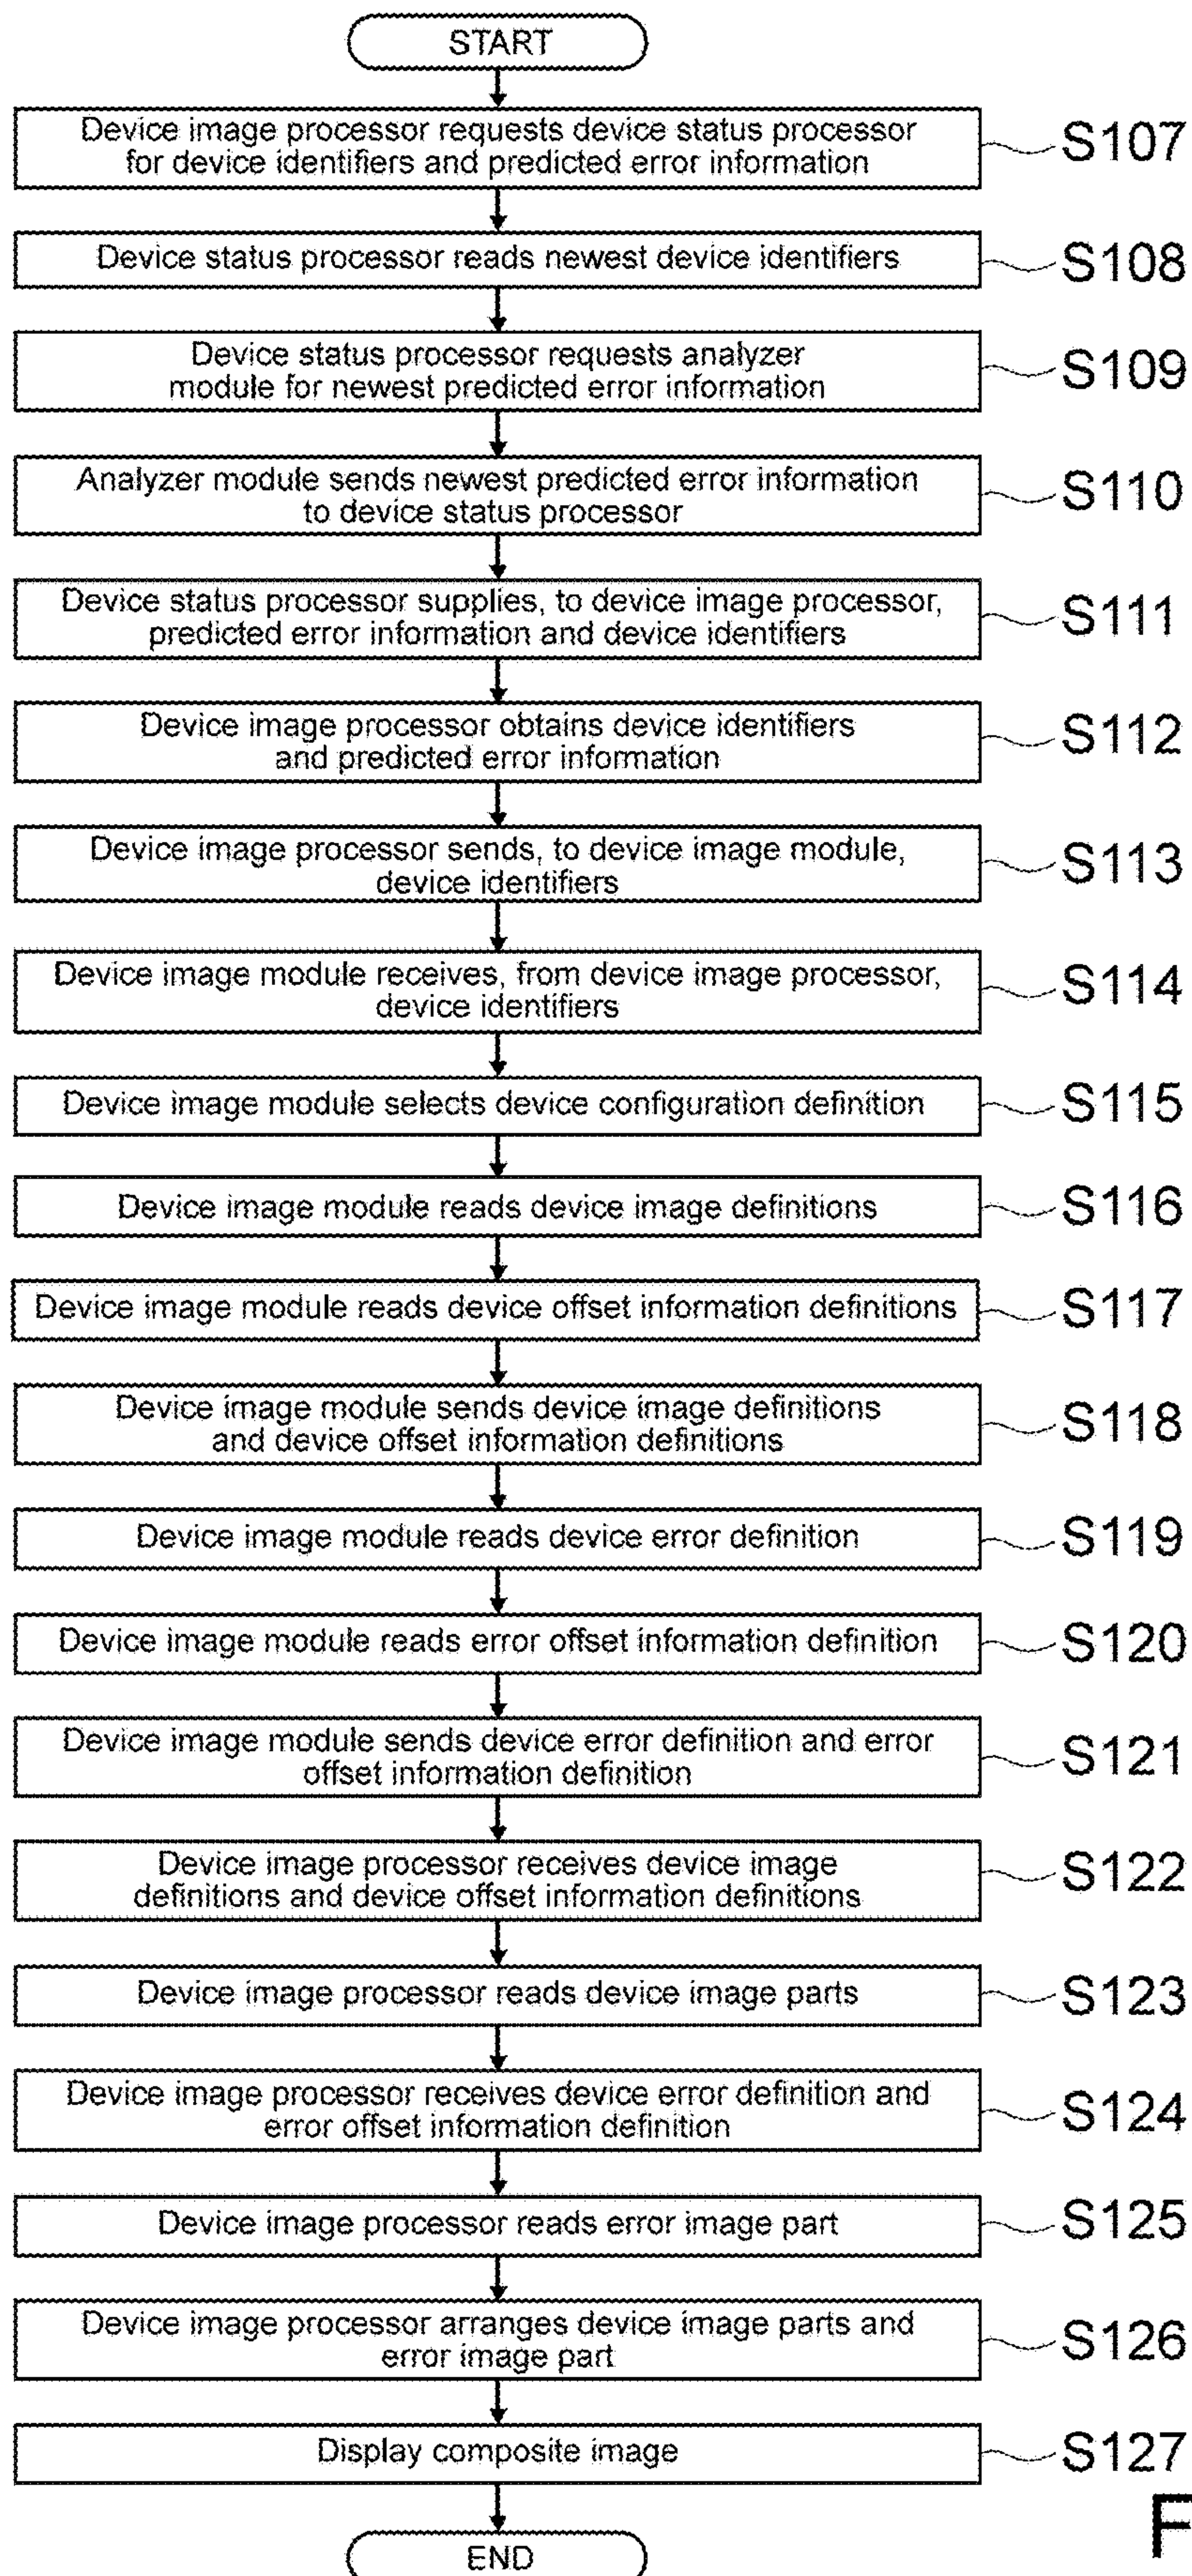 START
Device image processor requests device status processor
for device identifiers and predicted error information
S107
Device status processor reads newest device identifiers
S108
Device status processor requests analyzer
module for newest predicted error information
S109
Analyzer module sends newest predicted error information
to device status processor
S110
Device status processor supplies, to device image processor,
predicted error information and device identifiers
S111
Device image processor obtains device identifiers
and predicted error information
S112
Device image processor sends, to device image module,
device identifiers
S113
Device image module receives, from device image processor,
device identifiers
S114
Device image module selects device configuration definition
S115
Device image module reads device image definitions
S116
Device image module reads device offset information definitions
S117
Device image module sends device image definitions
and device offset information definitions
S118
Device image module reads device error definition
S119
Device image module reads error offset information definition
S120
Device image module sends device error definition and error
offset information definition
S121
Device image processor receives device image
definitions and device offset information definitions
S122
Device image processor reads device image parts
S123
Device image processor receives device error definition and
error offset information definition
S124
Device image processor reads error image part
S125
Device image processor arranges device image parts and
error image part
S126
Display composite image
S127
F
END